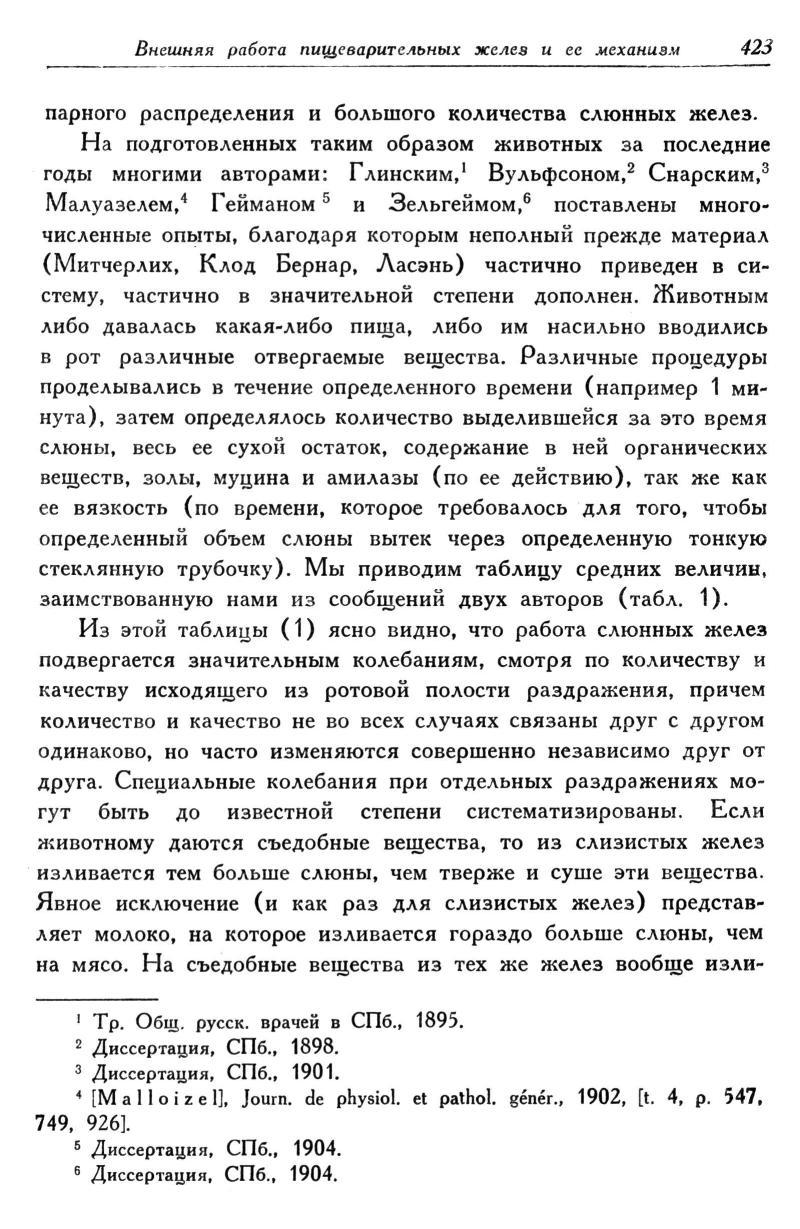 Внешняя работа пищеварительных желез и ее механизм 423
парного распределения и большого количества слюнных желез.
На подготовленных таким образом животных за последние
годы многими авторами: Глинским,¹ Вульфсоном,² Снарским,³
Малуазелем,⁴ Гейманом ⁵ и Зельгеймом,⁶ поставлены много-
численные опыты, благодаря которым неполный прежде материал
(Митчерлих, Клод Бернар, Ласэнь) частично приведен в си-
стему, частично в значительной степени дополнен. Животным
либо давалась какая-либо пища, либо им насильно вводились
в рот различные отвергаемые вещества. Различные процедуры
проделывались в течение определенного времени (например 1 ми-
нута), затем определялось количество выделившейся за это время
слюны, весь ее сухой остаток, содержание в ней органических
веществ, золы, муцина и амилазы (по ее действию), так же как
ее вязкость (по времени, которое требовалось для того, чтобы
определенный объем слюны вытек через определенную тонкую
стеклянную трубочку). Мы приводим таблицу средних величин,
заимствованную нами из сообщений двух авторов (табл. 1).
Из этой таблицы (1) ясно видно, что работа слюнных желез
подвергается значительным колебаниям, смотря по количеству и
качеству исходящего из ротовой полости раздражения, причем
количество и качество не во всех случаях связаны друг с другом
одинаково, но часто изменяются совершенно независимо друг от
друга. Специальные колебания при отдельных раздражениях мо-
гут быть до известной степени систематизированы. Если
животному даются съедобные вещества, то из слизистых желез
изливается тем больше слюны, чем тверже и суше эти вещества.
Явное исключение (и как раз для слизистых желез) представ-
ляет молоко, на которое изливается гораздо больше слюны, чем
на мясо. На съедобные вещества из тех же желез вообще изли-
¹ Тр. Общ. русск. врачей в СПб., 1895.
² Диссертация, СПб., 1898.
³ Диссертация, СПб., 1901.
⁴ [Malloizel], Journ. de physiol. et pathol. génér., 1902, [t. 4, p. 547,
749, 926].
⁵ Диссертация, СПб., 1904.
⁶ Диссертация, СПб., 1904.